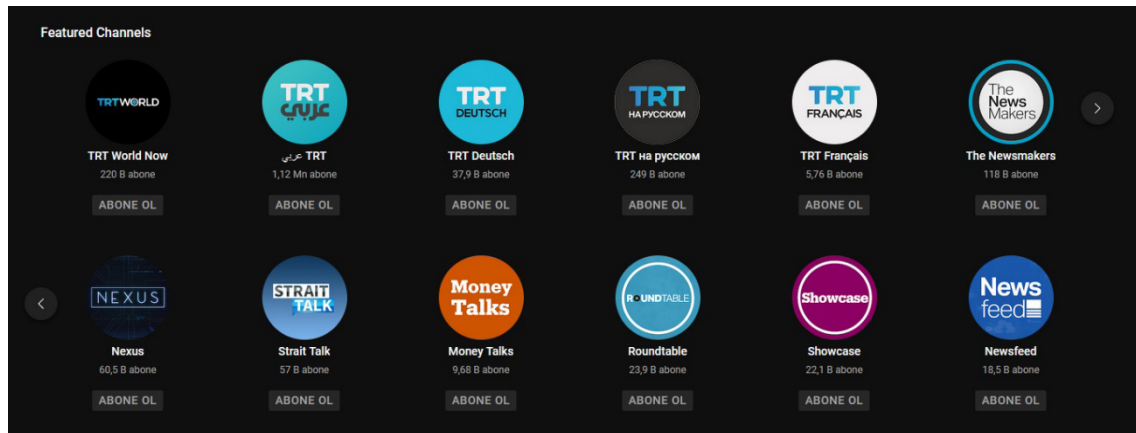 Featured Channels
TRTWORLD
TRT
عربي
TRT
DEUTSCH
TRT
НА РУССКОМ
TRT
FRANÇAIS
The
News
Makers
TRT World Now
TRT عربي
TRT Deutsch
TRT на русском
TRT Français
The Newsmakers
220 B abone
1,12 Mn abone
37,9 B abone
249 B abone
5,76 B abone
118 B abone
ABONE OL
ABONE OL
ABONE OL
ABONE OL
ABONE OL
ABONE OL
NEXUS
STRAIT
TALK
Money
Talks
ROUNDTABLE
Showcase
News
feed
Nexus
Strait Talk
Money Talks
Roundtable
Showcase
Newsfeed
60,5 B abone
57 B abone
9,68 B abone
23,9 B abone
22,1 B abone
18,5 B abone
ABONE OL
ABONE OL
ABONE OL
ABONE OL
ABONE OL
ABONE OL